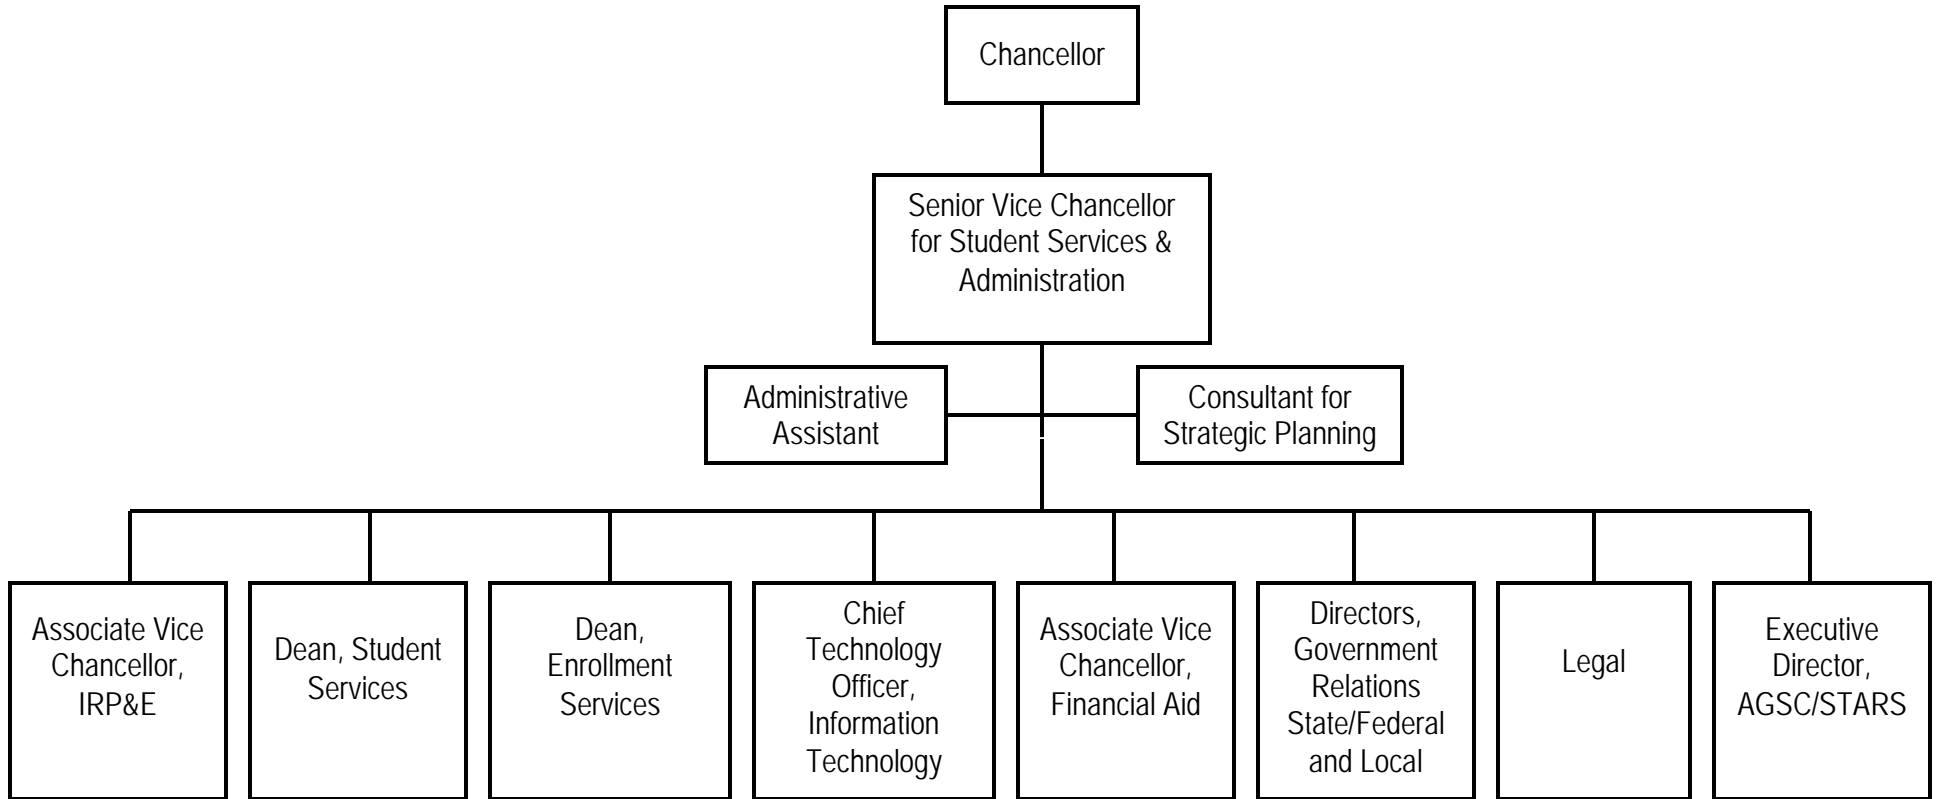 Chancellor
Senior Vice Chancellor
for Student Services &
Administration
Administrative
Assistant
Consultant for
Strategic Planning
Associate Vice
Chancellor,
IRP&E
Dean, Student
Services
Dean,
Enrollment
Services
Chief
Technology
Officer,
Information
Technology
Associate Vice
Chancellor,
Financial Aid
Directors,
Government
Relations
State/Federal
and Local
Legal
Executive
Director,
AGSC/STARS